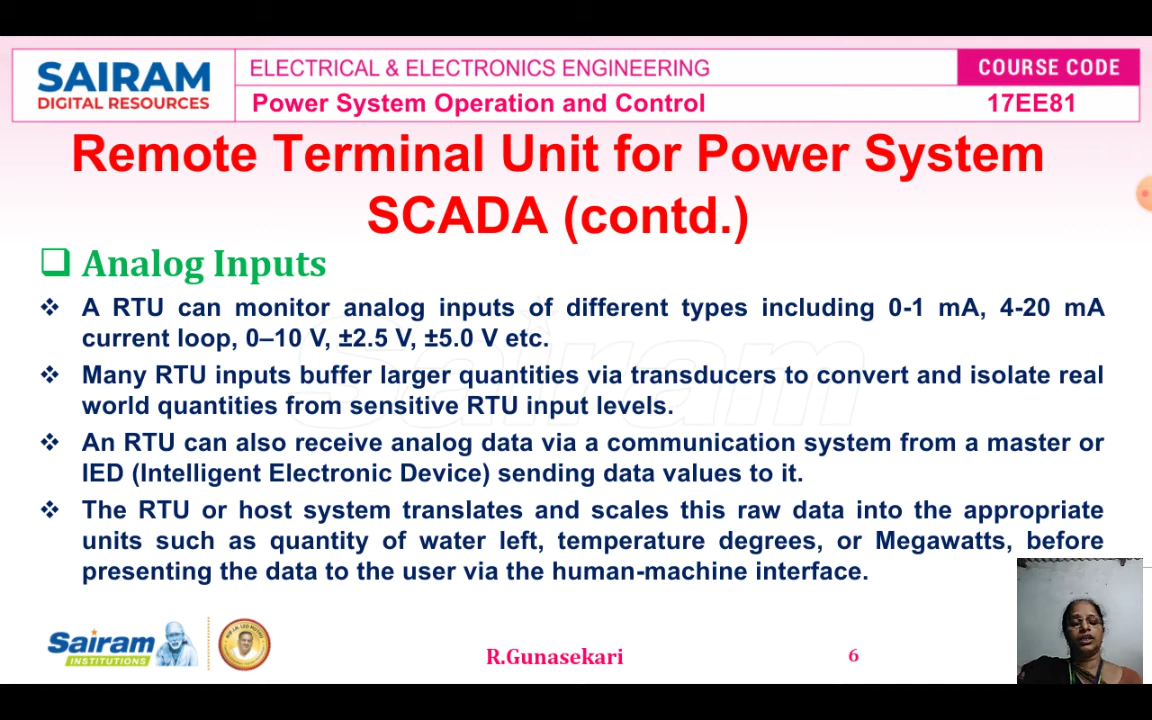 SAIRAM
DIGITAL RESOURCES
ELECTRICAL & ELECTRONICS ENGINEERING
COURSE CODE
Power System Operation and Control
17EE81
Remote Terminal Unit for Power System
SCADA (contd.)
❑ Analog Inputs
❖ A RTU can monitor analog inputs of different types including 0-1 mA, 4-20 mA
current loop, 0–10 V, ±2.5 V, ±5.0 V etc.
❖ Many RTU inputs buffer larger quantities via transducers to convert and isolate real
world quantities from sensitive RTU input levels.
❖ An RTU can also receive analog data via a communication system from a master or
IED (Intelligent Electronic Device) sending data values to it.
❖ The RTU or host system translates and scales this raw data into the appropriate
units such as quantity of water left, temperature degrees, or Megawatts, before
presenting the data to the user via the human-machine interface.
Sairam
Sairam
INSTITUTIONS
R.Gunasekari
6